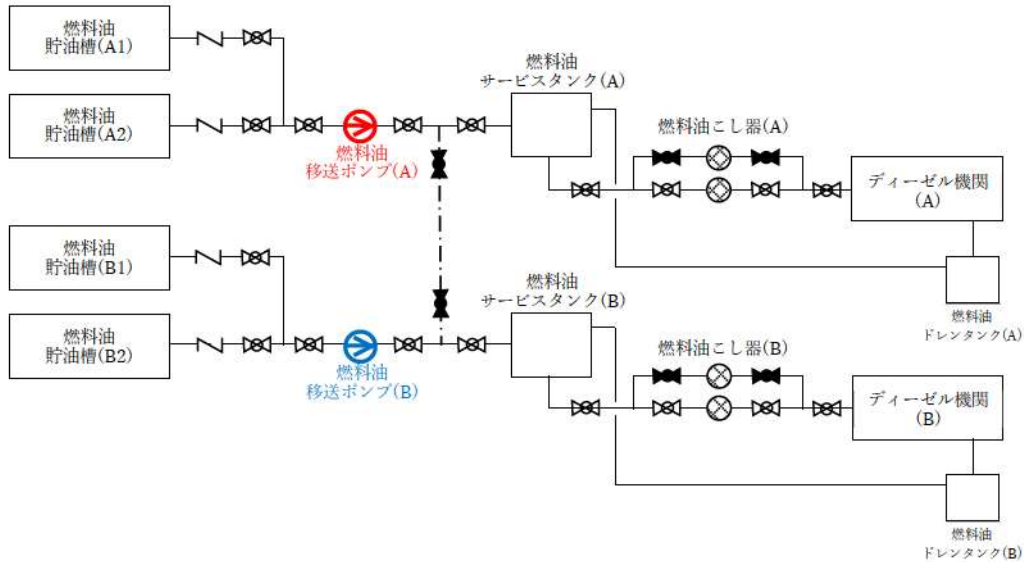 燃料油
貯油槽(A1)
燃料油
貯油槽(A2)
燃料油
移送ポンプ(A)
燃料油
サービスタンク(A)
燃料油こし器(A)
ディーゼル機関
(A)
燃料油
ドレンタンク(A)
燃料油
貯油槽(B1)
燃料油
貯油槽(B2)
燃料油
移送ポンプ(B)
燃料油
サービスタンク(B)
燃料油こし器(B)
ディーゼル機関
(B)
燃料油
ドレンタンク(B)